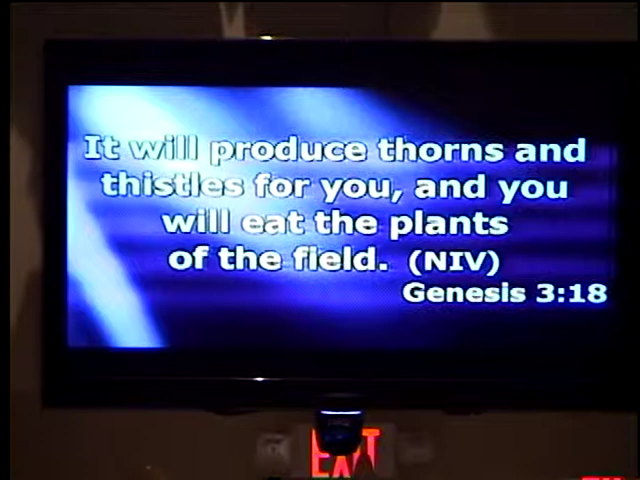 It will produce thorns and
thistles for you, and you
will eat the plants
of the field. (NIV)
Genesis 3:18
EXIT